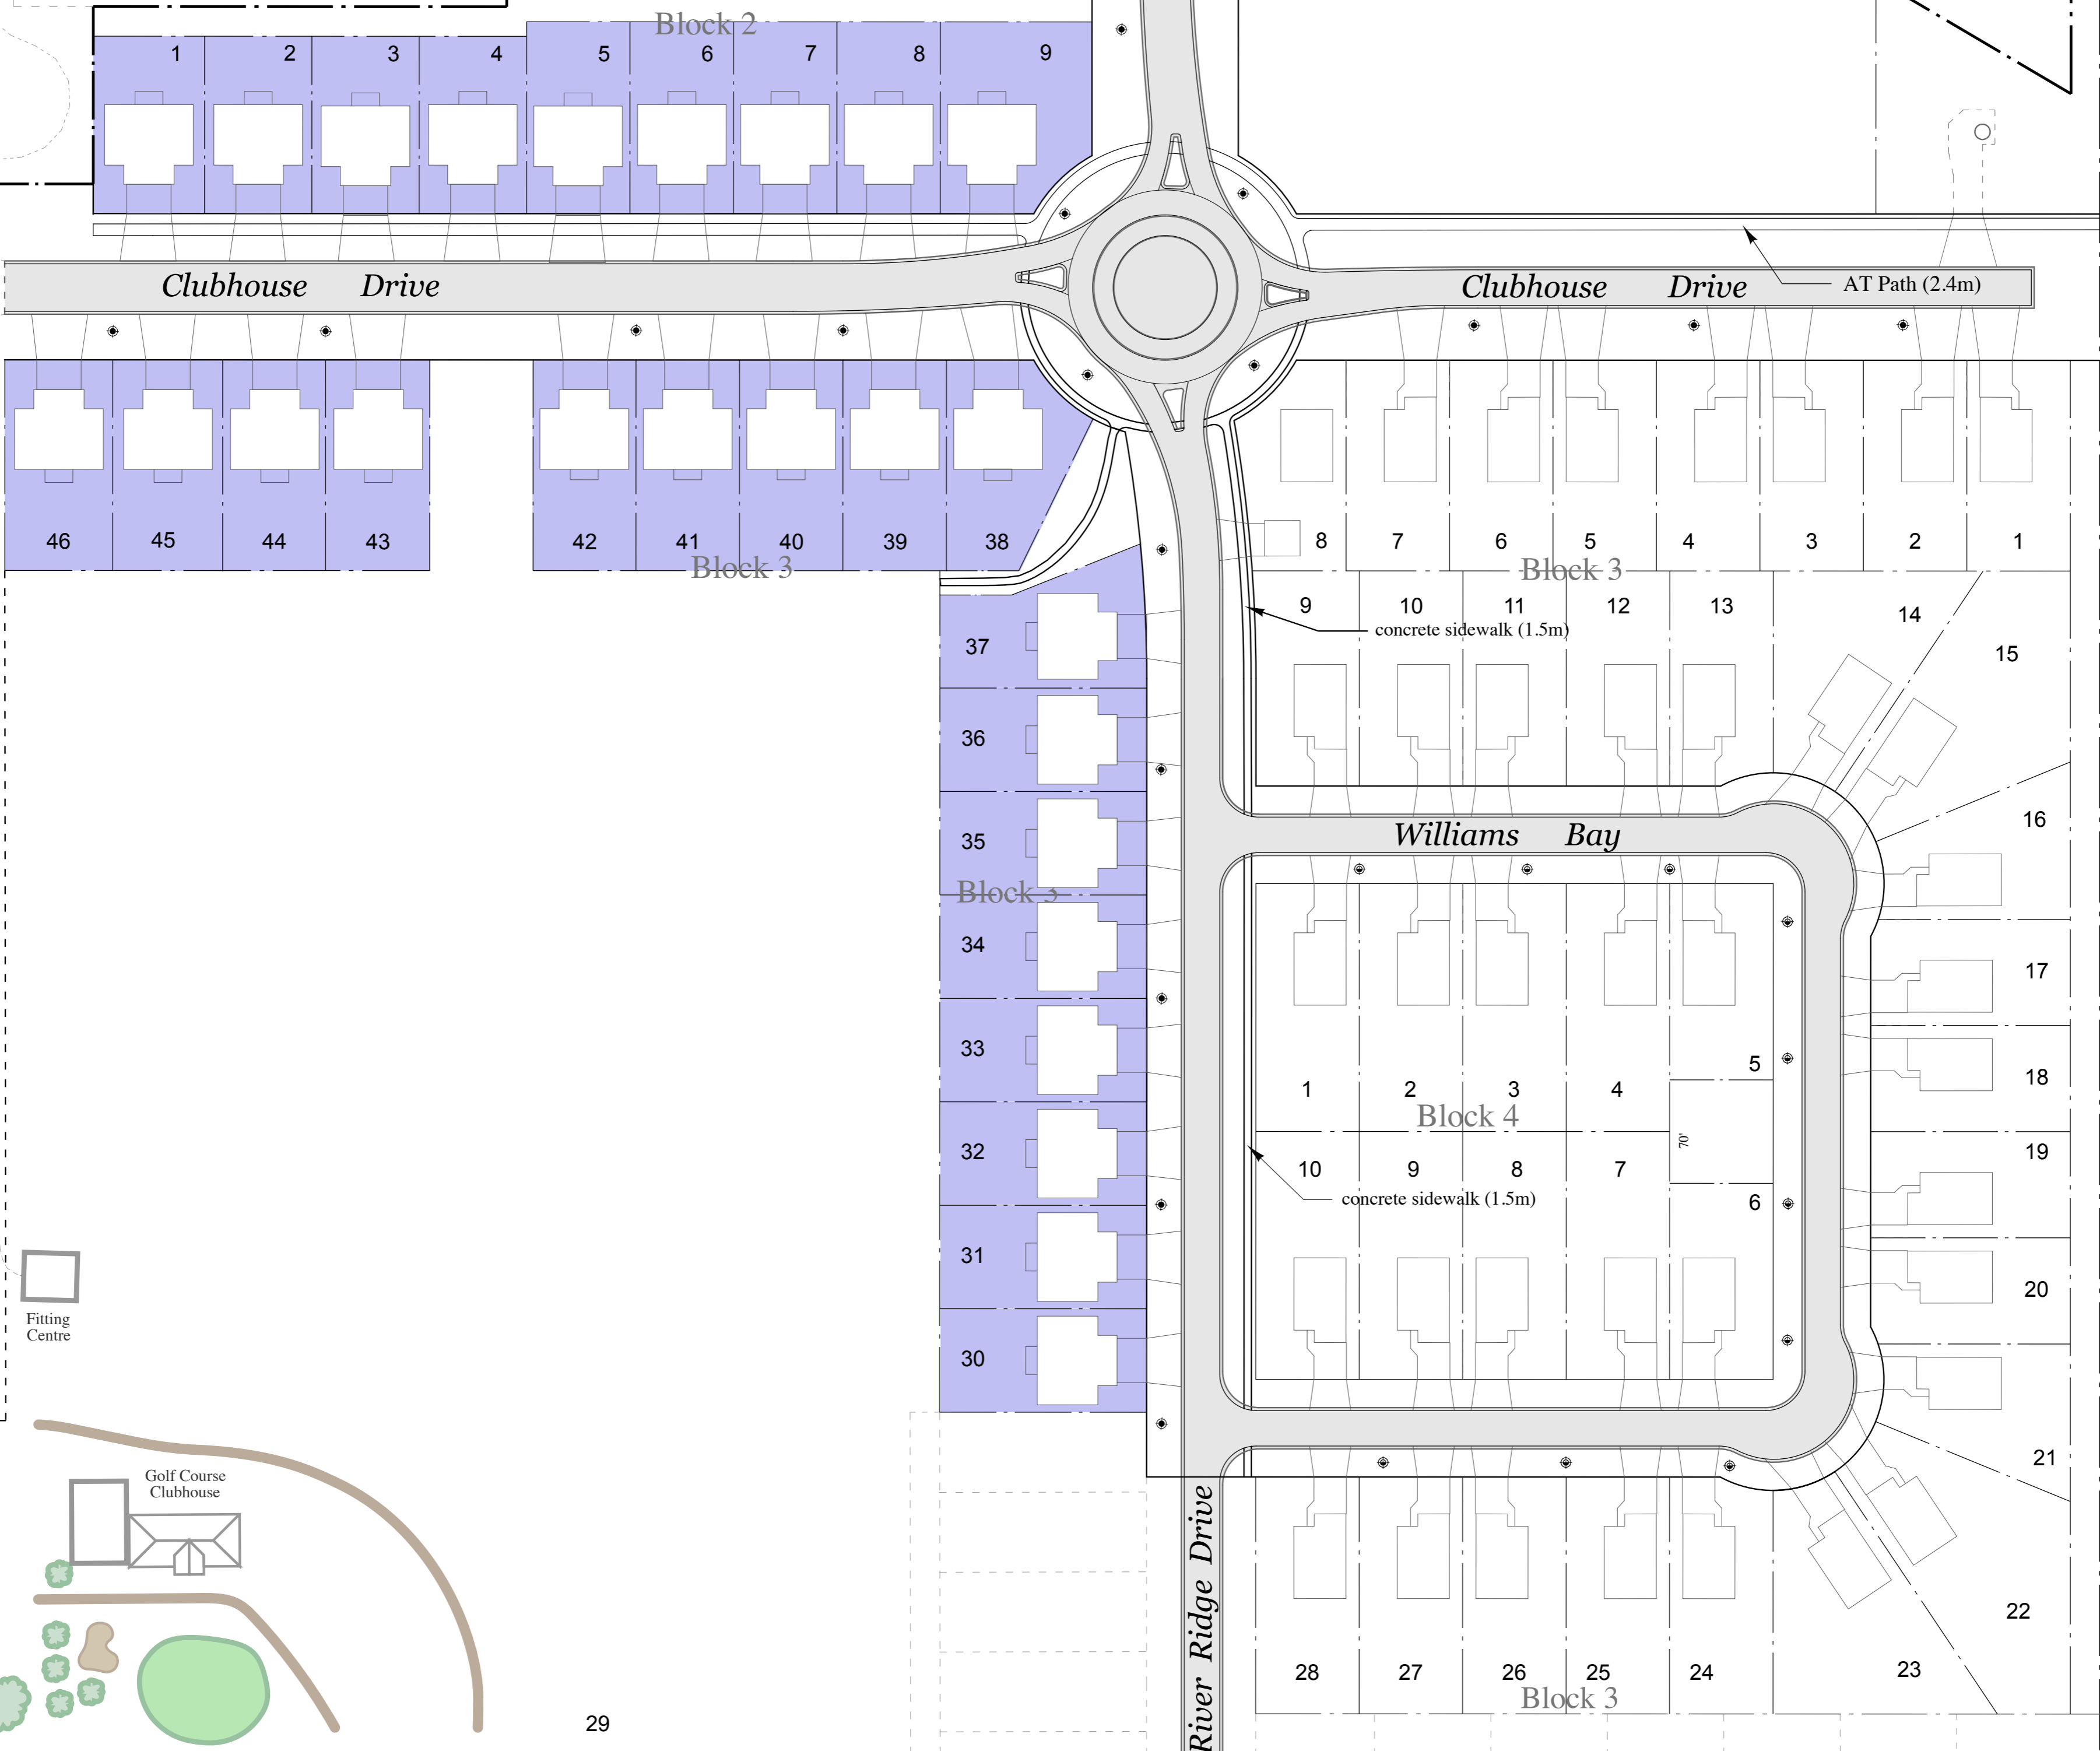 Block 2
1 2 3 4 5 6 7 8 9
Clubhouse Drive
Clubhouse Drive
AT Path (2.4m)
46 45 44 43 42 41 40 39 38
Block 3
8 7 6 5 4 3 2 1
Block 3
9 10 11 12 13 14
15
concrete sidewalk (1.5m)
37
36
35
Block 3
34
33
32
31
30
Williams Bay
16
17
18
19
20
21
22
23
5
1 2 3 4
Block 4
70'
10 9 8 7
6
concrete sidewalk (1.5m)
Fitting
Centre
Golf Course
Clubhouse
River Ridge Drive
28 27 26 25 24
Block 3
29